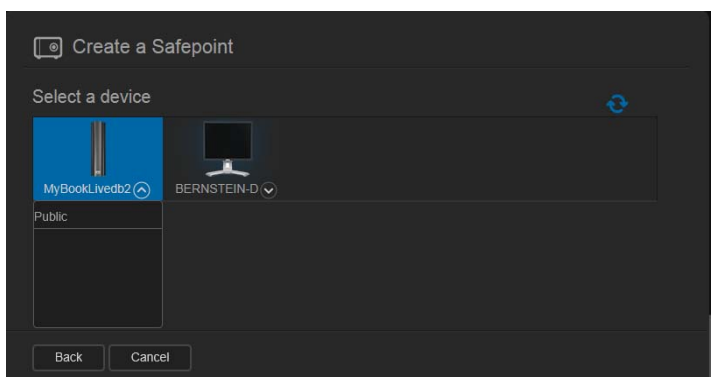 Create a Safepoint
Select a device
MyBookLivedb2 BERNSTEIN-D
Public
Back Cancel